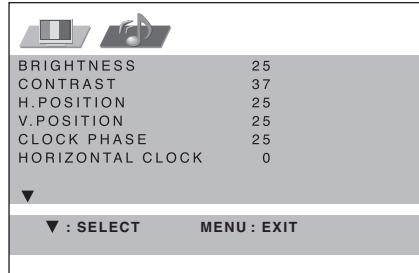 BRIGHTNESS 25
CONTRAST 37
H.POSITION 25
V.POSITION 25
CLOCK PHASE 25
HORIZONTAL CLOCK 0
▼
▼ : SELECT MENU : EXIT